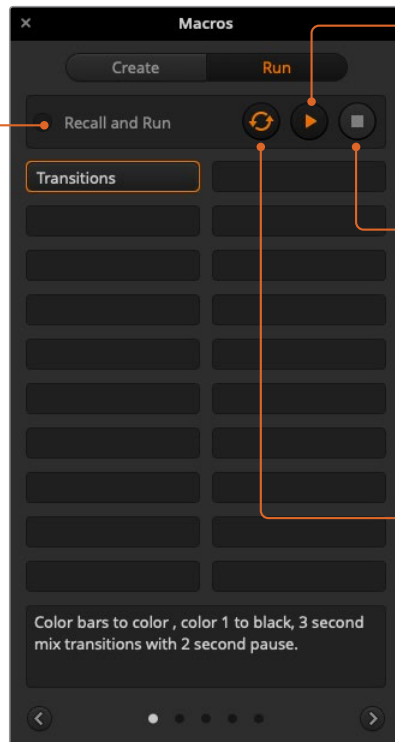 Macros
Create
Run
Recall and Run
Transitions
Color bars to color , color 1 to black, 3 second
mix transitions with 2 second pause.